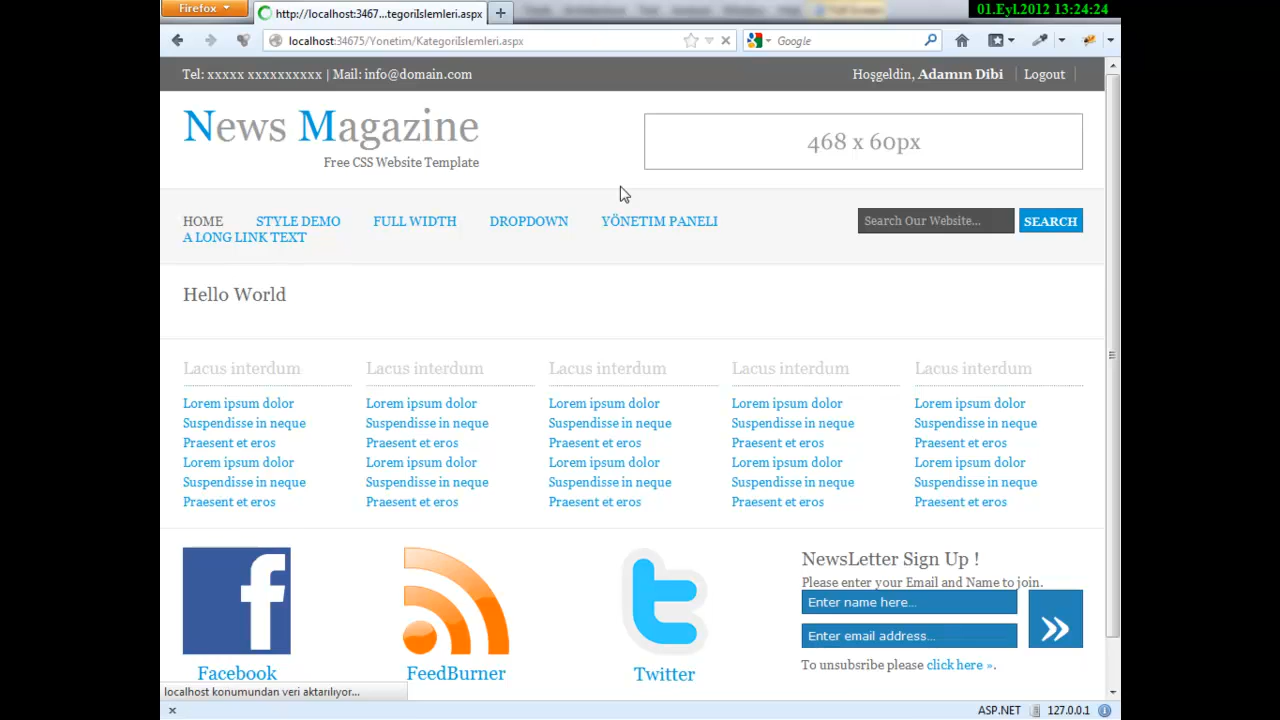 Firefox
http://localhost:3467...tegoriIslemleri.aspx
01.Eyl.2012 13:24:24
localhost:34675/Yonetim/KategoriIslemleri.aspx
Google
Tel: xxxxx xxxxxxxxxx | Mail: info@domain.com
Hoşgeldin, Adamın Dibi
Logout
News Magazine
Free CSS Website Template
468 x 60px
HOME STYLE DEMO FULL WIDTH DROPDOWN YÖNETIM PANELI
A LONG LINK TEXT
Search Our Website... SEARCH
Hello World
Lacus interdum Lacus interdum Lacus interdum Lacus interdum Lacus interdum
Lorem ipsum dolor Lorem ipsum dolor Lorem ipsum dolor Lorem ipsum dolor Lorem ipsum dolor
Suspendisse in neque Suspendisse in neque Suspendisse in neque Suspendisse in neque Suspendisse in neque
Praesent et eros Praesent et eros Praesent et eros Praesent et eros Praesent et eros
Lorem ipsum dolor Lorem ipsum dolor Lorem ipsum dolor Lorem ipsum dolor Lorem ipsum dolor
Suspendisse in neque Suspendisse in neque Suspendisse in neque Suspendisse in neque Suspendisse in neque
Praesent et eros Praesent et eros Praesent et eros Praesent et eros Praesent et eros
NewsLetter Sign Up !
Please enter your Email and Name to join.
Enter name here...
Enter email address...
»
To unsubsribe please click here ».
Facebook FeedBurner Twitter
localhost konumundan veri aktarılıyor...
ASP.NET 127.0.0.1